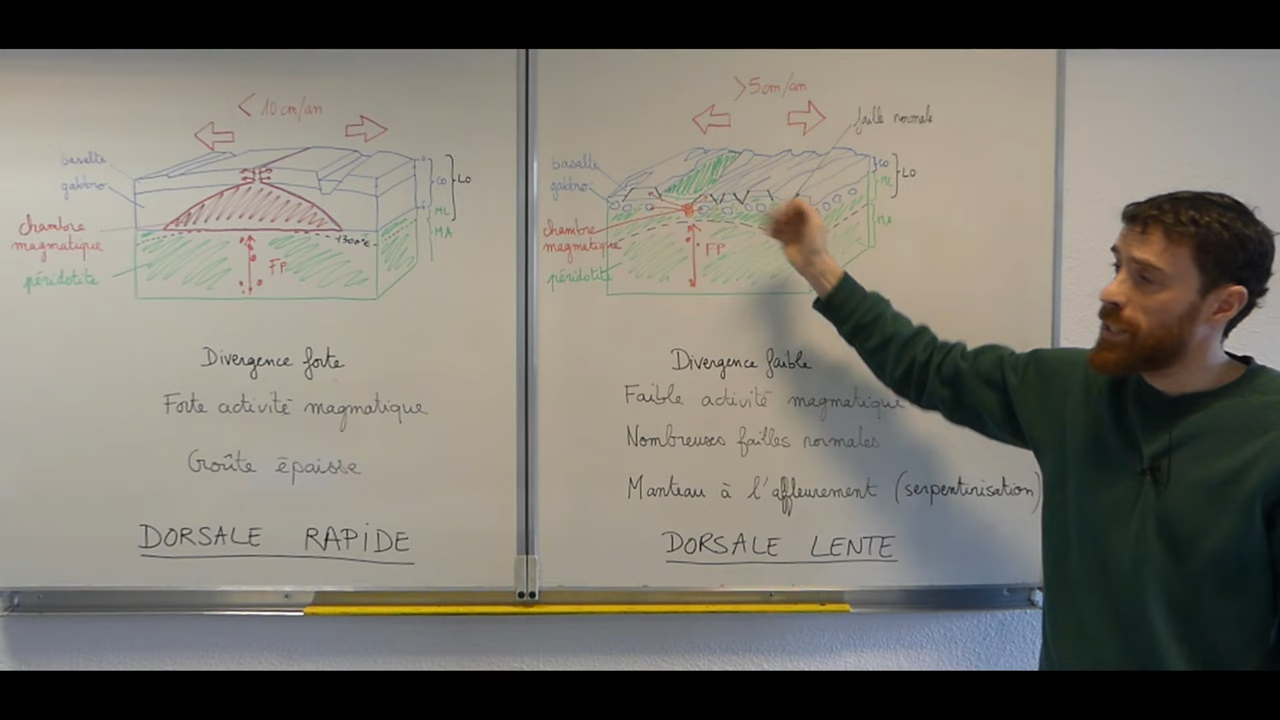 < 10 cm/an
basalte
gabbro
chambre
magmatique
péridotite
CO
ML
MA
LO
1300°C
FP
Divergence forte
Forte activité magmatique
Croûte épaisse
DORSALE RAPIDE
> 5 cm/an
faille normale
basalte
gabbro
chambre
magmatique
péridotite
CO
ML
MA
LO
FP
Divergence faible
Faible activité magmatique
Nombreuses failles normales
Manteau à l'affleurement (serpentinisation)
DORSALE LENTE